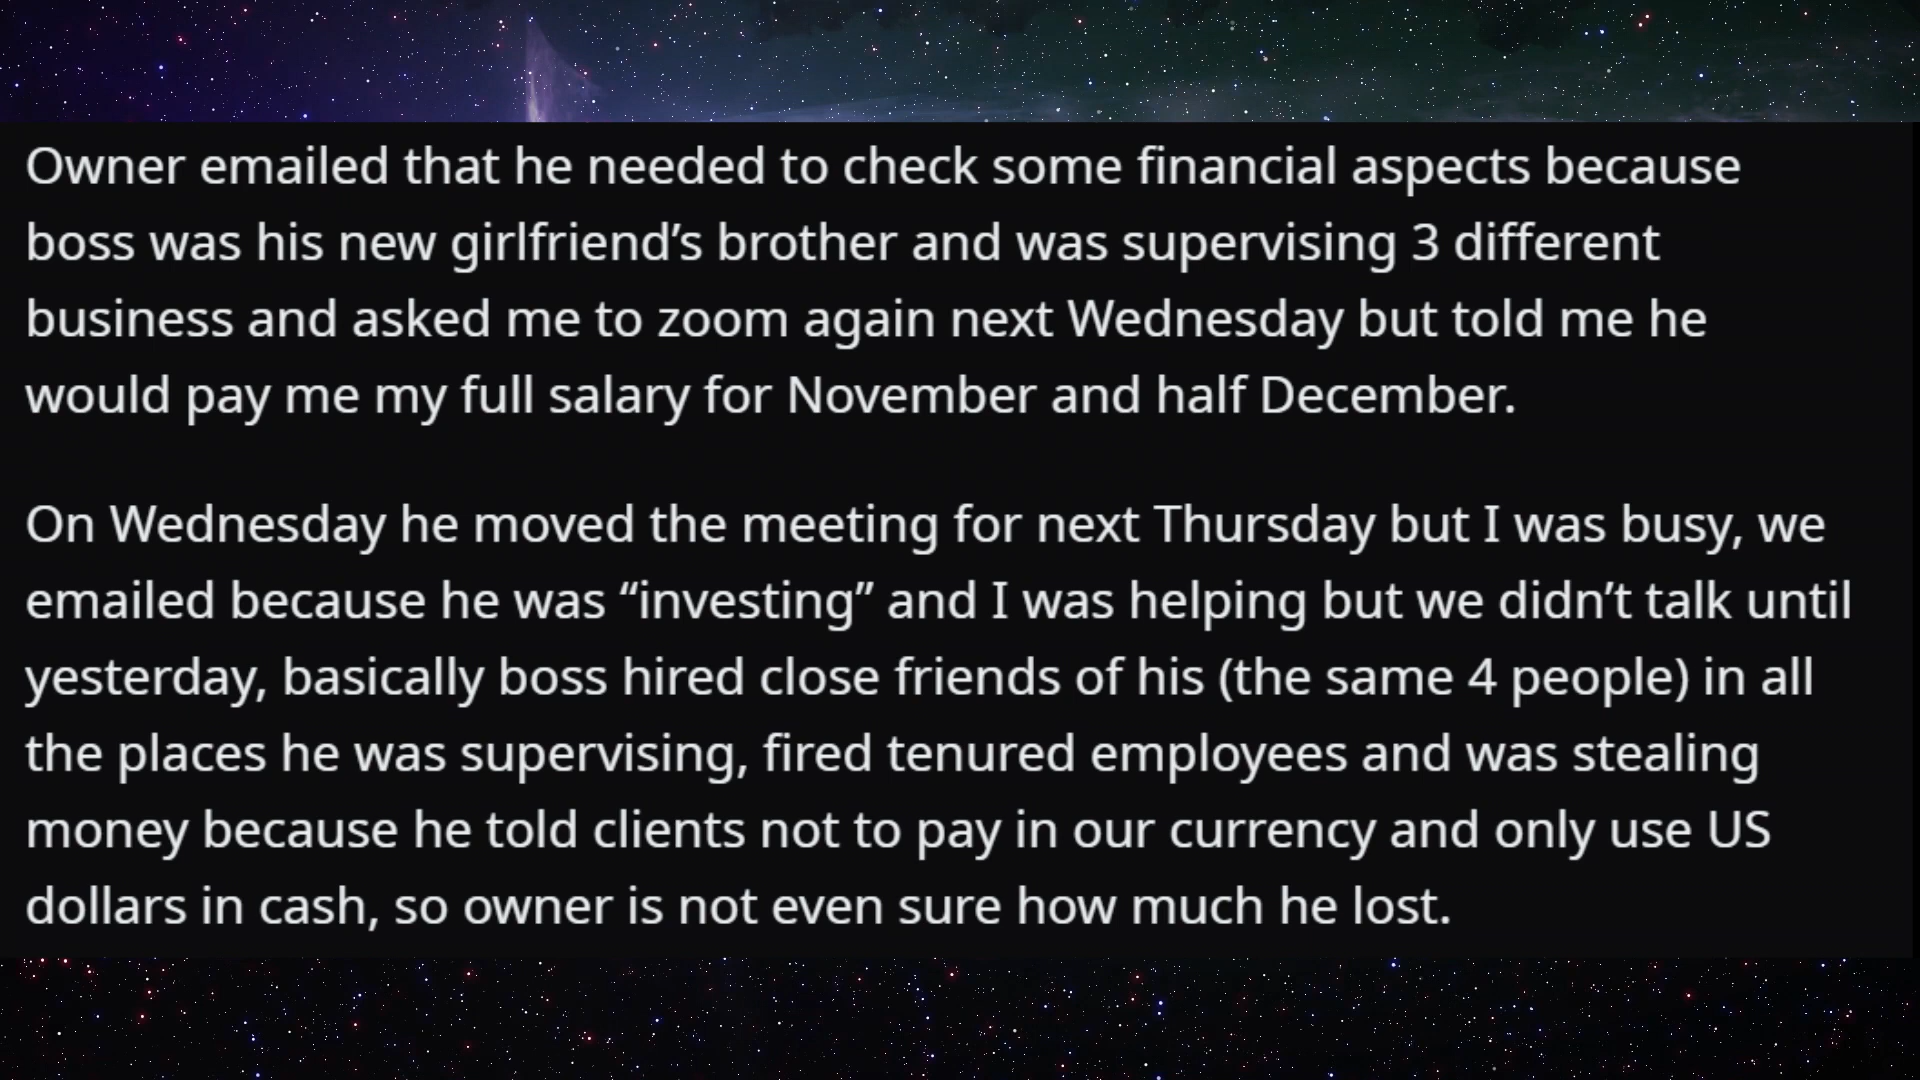 Owner emailed that he needed to check some financial aspects because
boss was his new girlfriend’s brother and was supervising 3 different
business and asked me to zoom again next Wednesday but told me he
would pay me my full salary for November and half December.
On Wednesday he moved the meeting for next Thursday but I was busy, we
emailed because he was “investing” and I was helping but we didn’t talk until
yesterday, basically boss hired close friends of his (the same 4 people) in all
the places he was supervising, fired tenured employees and was stealing
money because he told clients not to pay in our currency and only use US
dollars in cash, so owner is not even sure how much he lost.